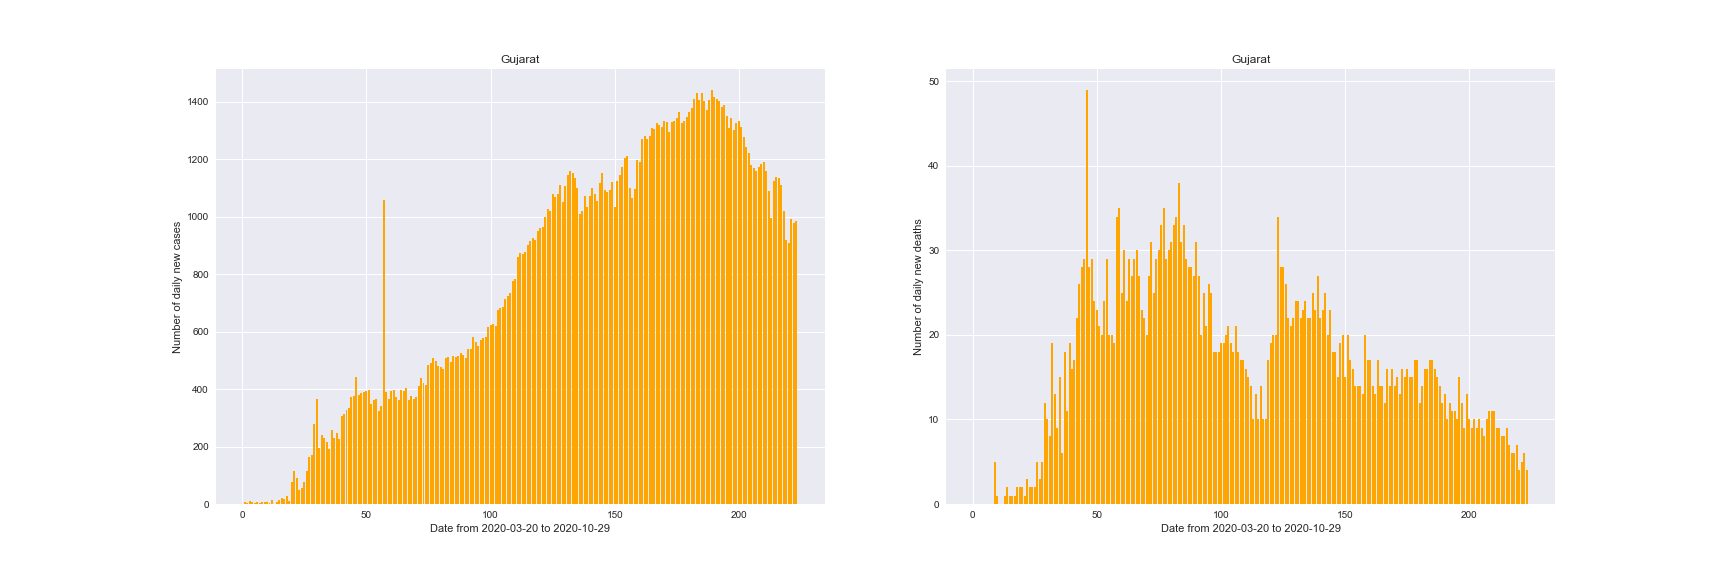 Gujarat
Number of daily new cases
1400
1200
1000
800
600
400
200
0
0 50 100 150 200
Date from 2020-03-20 to 2020-10-29
Gujarat
Number of daily new deaths
50
40
30
20
10
0
0 50 100 150 200
Date from 2020-03-20 to 2020-10-29